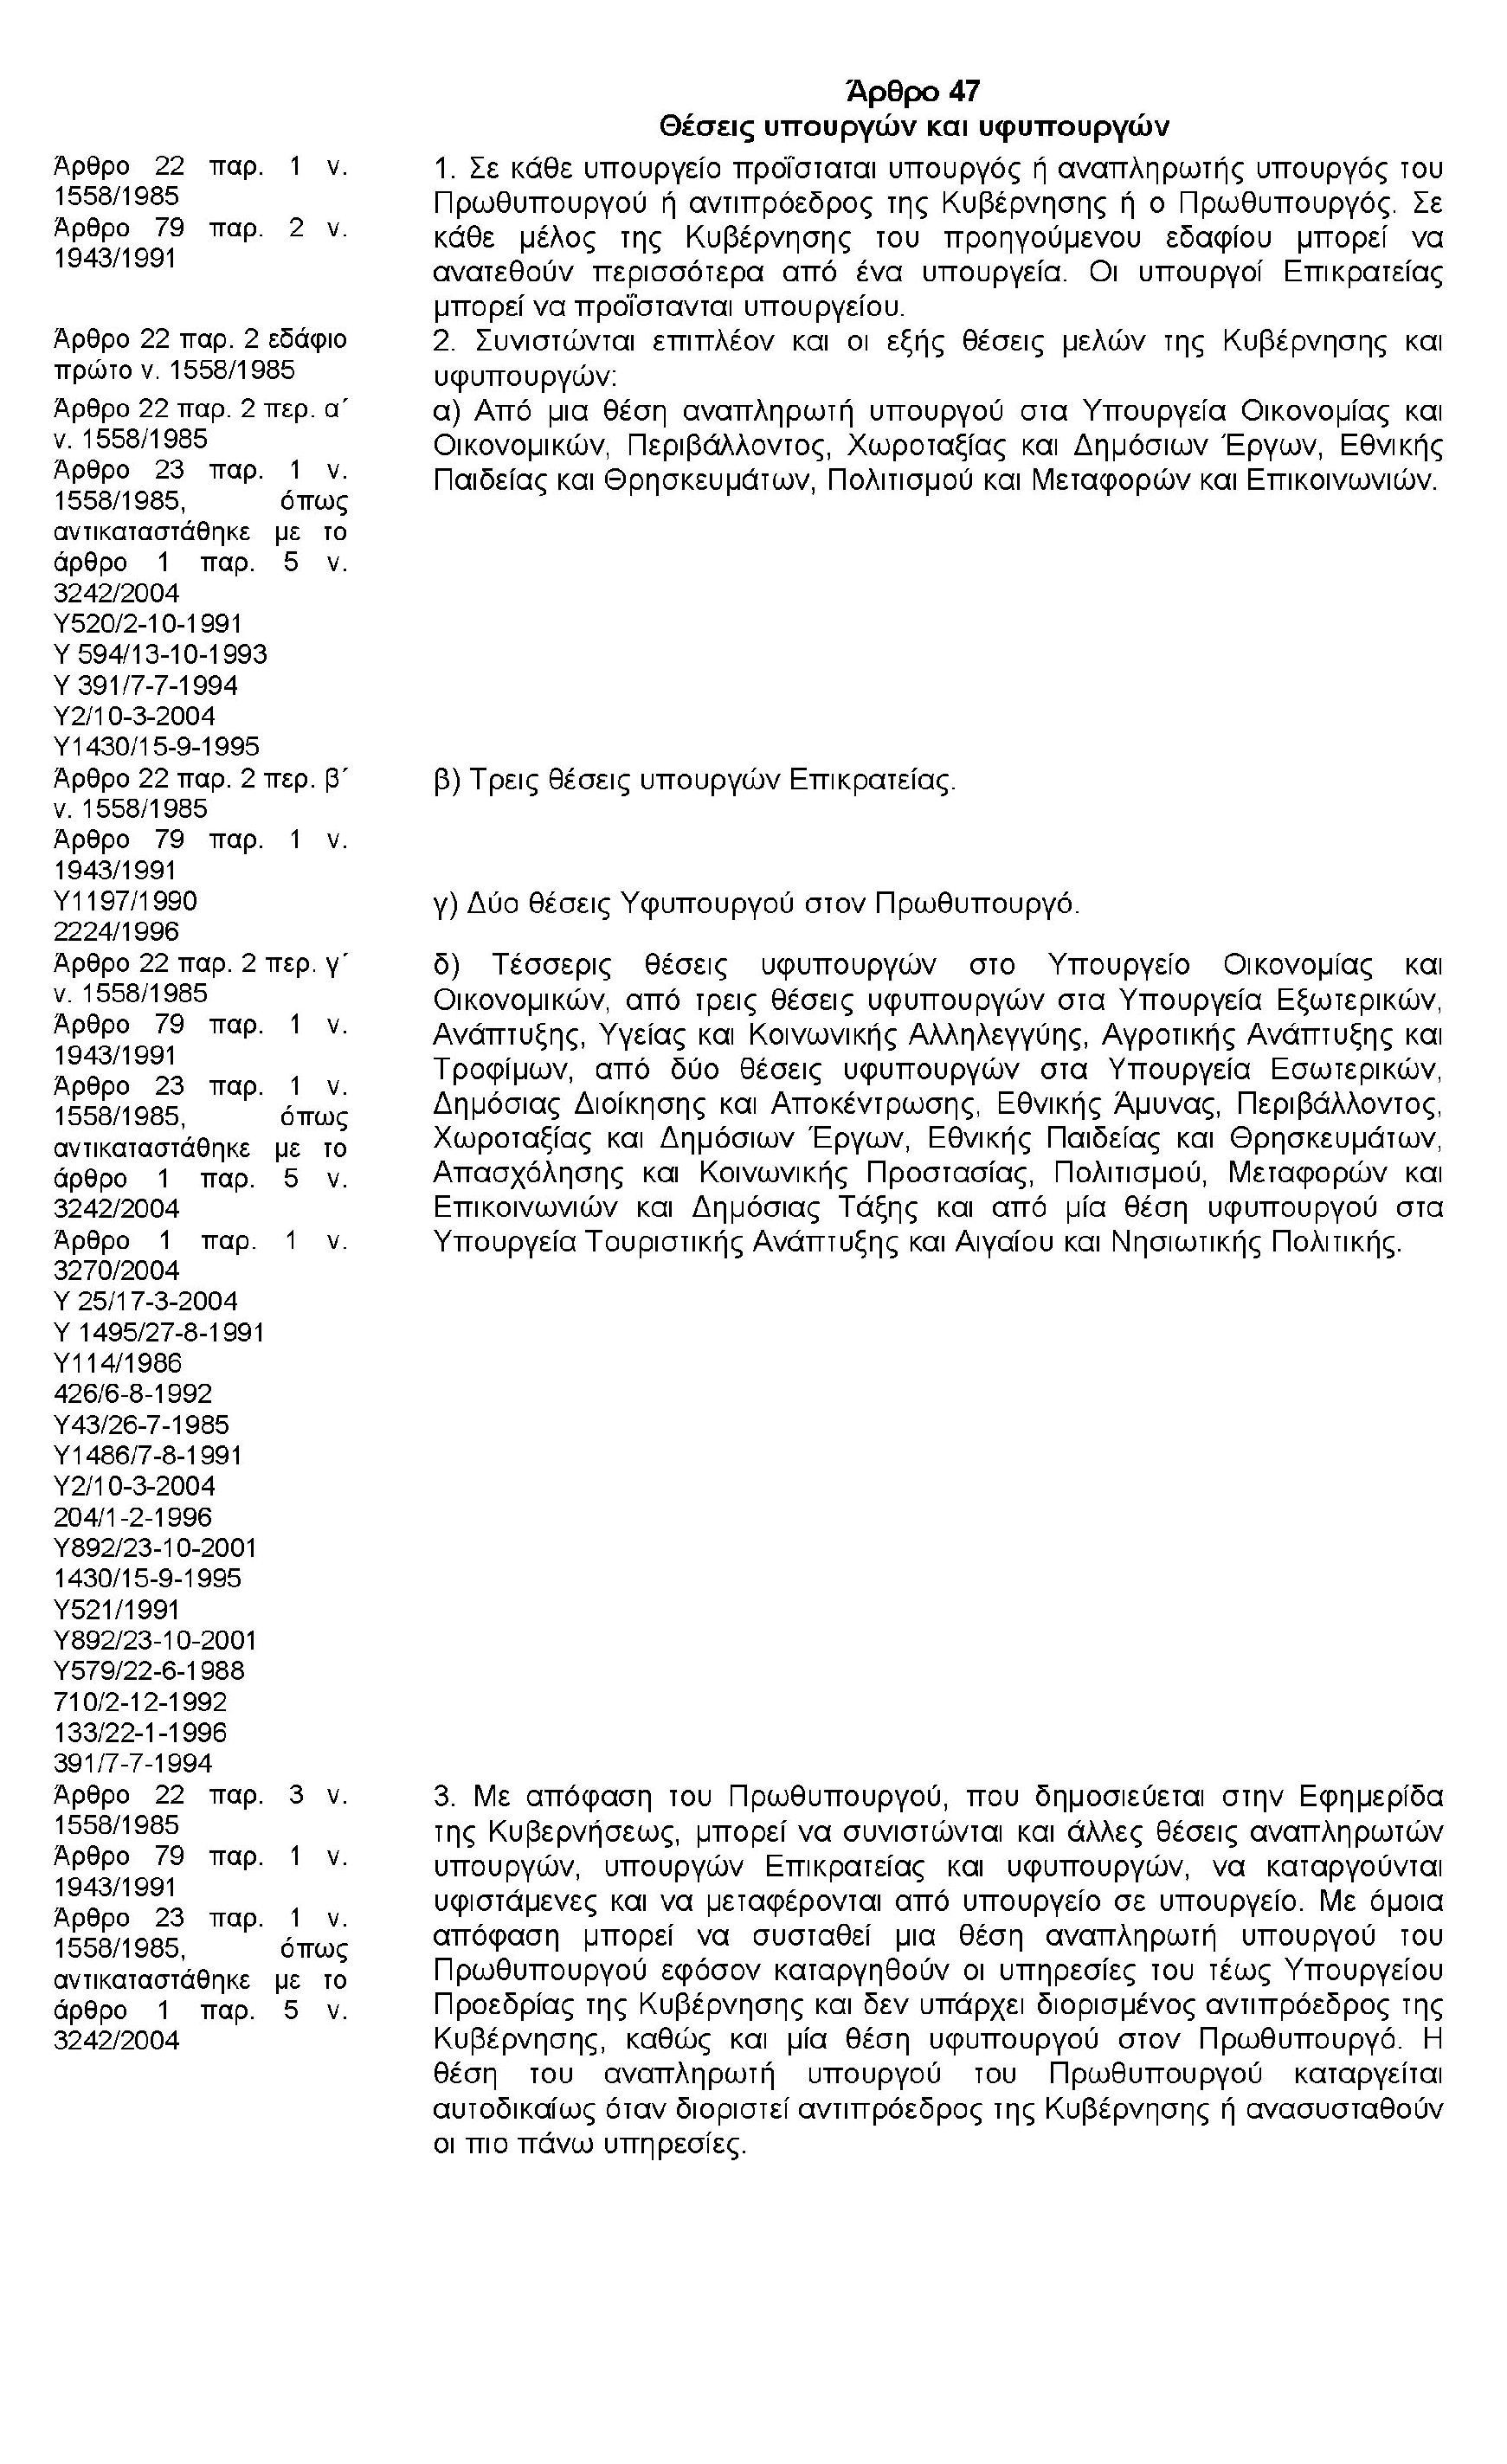 Άρθρο 47
Θέσεις υπουργών και υφυπουργών
Άρθρο 22 παρ. 1 ν.
1558/1985
Άρθρο 79 παρ. 2 ν.
1943/1991
1. Σε κάθε υπουργείο προΐσταται υπουργός ή αναπληρωτής υπουργός του
Πρωθυπουργού ή αντιπρόεδρος της Κυβέρνησης ή ο Πρωθυπουργός. Σε
κάθε μέλος της Κυβέρνησης του προηγούμενου εδαφίου μπορεί να
ανατεθούν περισσότερα από ένα υπουργεία. Οι υπουργοί Επικρατείας
μπορεί να προΐστανται υπουργείου.
Άρθρο 22 παρ. 2 εδάφιο
πρώτο ν. 1558/1985
2. Συνιστώνται επιπλέον και οι εξής θέσεις μελών της Κυβέρνησης και
υφυπουργών:
Άρθρο 22 παρ. 2 περ. α΄
ν. 1558/1985
Άρθρο 23 παρ. 1 ν.
1558/1985, όπως
αντικαταστάθηκε με το
άρθρο 1 παρ. 5 ν.
3242/2004
Υ520/2-10-1991
Υ 594/13-10-1993
Υ 391/7-7-1994
Υ2/10-3-2004
Υ1430/15-9-1995
α) Από μια θέση αναπληρωτή υπουργού στα Υπουργεία Οικονομίας και
Οικονομικών, Περιβάλλοντος, Χωροταξίας και Δημόσιων Έργων, Εθνικής
Παιδείας και Θρησκευμάτων, Πολιτισμού και Μεταφορών και Επικοινωνιών.
Άρθρο 22 παρ. 2 περ. β΄
ν. 1558/1985
Άρθρο 79 παρ. 1 ν.
1943/1991
β) Τρεις θέσεις υπουργών Επικρατείας.
Υ1197/1990
2224/1996
γ) Δύο θέσεις Υφυπουργού στον Πρωθυπουργό.
Άρθρο 22 παρ. 2 περ. γ΄
ν. 1558/1985
Άρθρο 79 παρ. 1 ν.
1943/1991
Άρθρο 23 παρ. 1 ν.
1558/1985, όπως
αντικαταστάθηκε με το
άρθρο 1 παρ. 5 ν.
3242/2004
Άρθρο 1 παρ. 1 ν.
3270/2004
Υ 25/17-3-2004
Υ 1495/27-8-1991
Υ114/1986
426/6-8-1992
Υ43/26-7-1985
Υ1486/7-8-1991
Υ2/10-3-2004
204/1-2-1996
Υ892/23-10-2001
1430/15-9-1995
Υ521/1991
Υ892/23-10-2001
Υ579/22-6-1988
710/2-12-1992
133/22-1-1996
391/7-7-1994
δ) Τέσσερις θέσεις υφυπουργών στο Υπουργείο Οικονομίας και
Οικονομικών, από τρεις θέσεις υφυπουργών στα Υπουργεία Εξωτερικών,
Ανάπτυξης, Υγείας και Κοινωνικής Αλληλεγγύης, Αγροτικής Ανάπτυξης και
Τροφίμων, από δύο θέσεις υφυπουργών στα Υπουργεία Εσωτερικών,
Δημόσιας Διοίκησης και Αποκέντρωσης, Εθνικής Άμυνας, Περιβάλλοντος,
Χωροταξίας και Δημόσιων Έργων, Εθνικής Παιδείας και Θρησκευμάτων,
Απασχόλησης και Κοινωνικής Προστασίας, Πολιτισμού, Μεταφορών και
Επικοινωνιών και Δημόσιας Τάξης και από μία θέση υφυπουργού στα
Υπουργεία Τουριστικής Ανάπτυξης και Αιγαίου και Νησιωτικής Πολιτικής.
Άρθρο 22 παρ. 3 ν.
1558/1985
Άρθρο 79 παρ. 1 ν.
1943/1991
Άρθρο 23 παρ. 1 ν.
1558/1985, όπως
αντικαταστάθηκε με το
άρθρο 1 παρ. 5 ν.
3242/2004
3. Με απόφαση του Πρωθυπουργού, που δημοσιεύεται στην Εφημερίδα
της Κυβερνήσεως, μπορεί να συνιστώνται και άλλες θέσεις αναπληρωτών
υπουργών, υπουργών Επικρατείας και υφυπουργών, να καταργούνται
υφιστάμενες και να μεταφέρονται από υπουργείο σε υπουργείο. Με όμοια
απόφαση μπορεί να συσταθεί μια θέση αναπληρωτή υπουργού του
Πρωθυπουργού εφόσον καταργηθούν οι υπηρεσίες του τέως Υπουργείου
Προεδρίας της Κυβέρνησης και δεν υπάρχει διορισμένος αντιπρόεδρος της
Κυβέρνησης, καθώς και μία θέση υφυπουργού στον Πρωθυπουργό. Η
θέση του αναπληρωτή υπουργού του Πρωθυπουργού καταργείται
αυτοδικαίως όταν διοριστεί αντιπρόεδρος της Κυβέρνησης ή ανασυσταθούν
οι πιο πάνω υπηρεσίες.